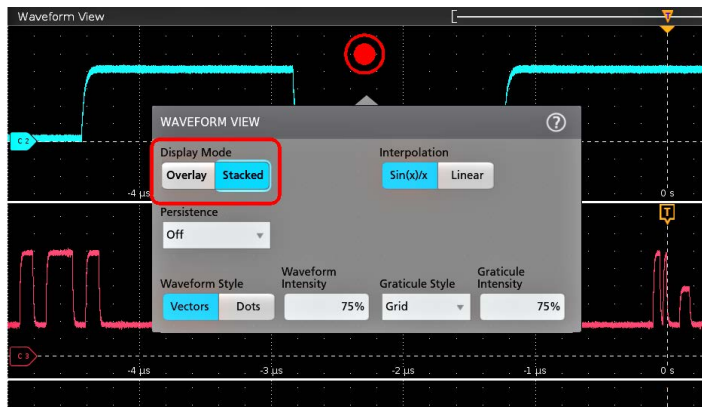 Waveform View
T
C 2
WAVEFORM VIEW
?
Display Mode
Interpolation
Overlay Stacked
Sin(x)/x Linear
-4 µs
0 s
Persistence
T
Off
Waveform Style
Waveform Intensity
Graticule Style
Graticule Intensity
Vectors Dots
75%
Grid
75%
C 3
-4 µs -3 µs -2 µs -1 µs 0 s